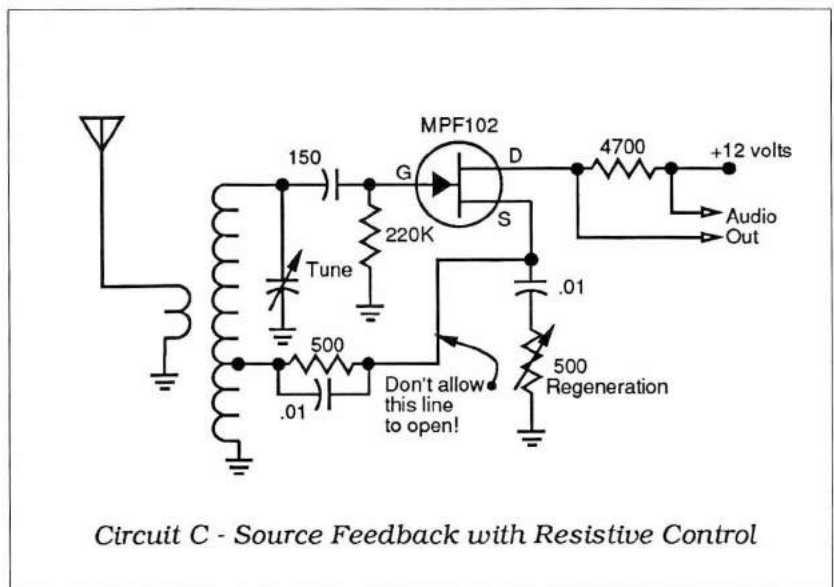 MPF102
150
G
D
S
4700
+12 volts
Audio
Out
220K
Tune
.01
500
.01
Don't allow
this line
to open!
500
Regeneration
Circuit C - Source Feedback with Resistive Control